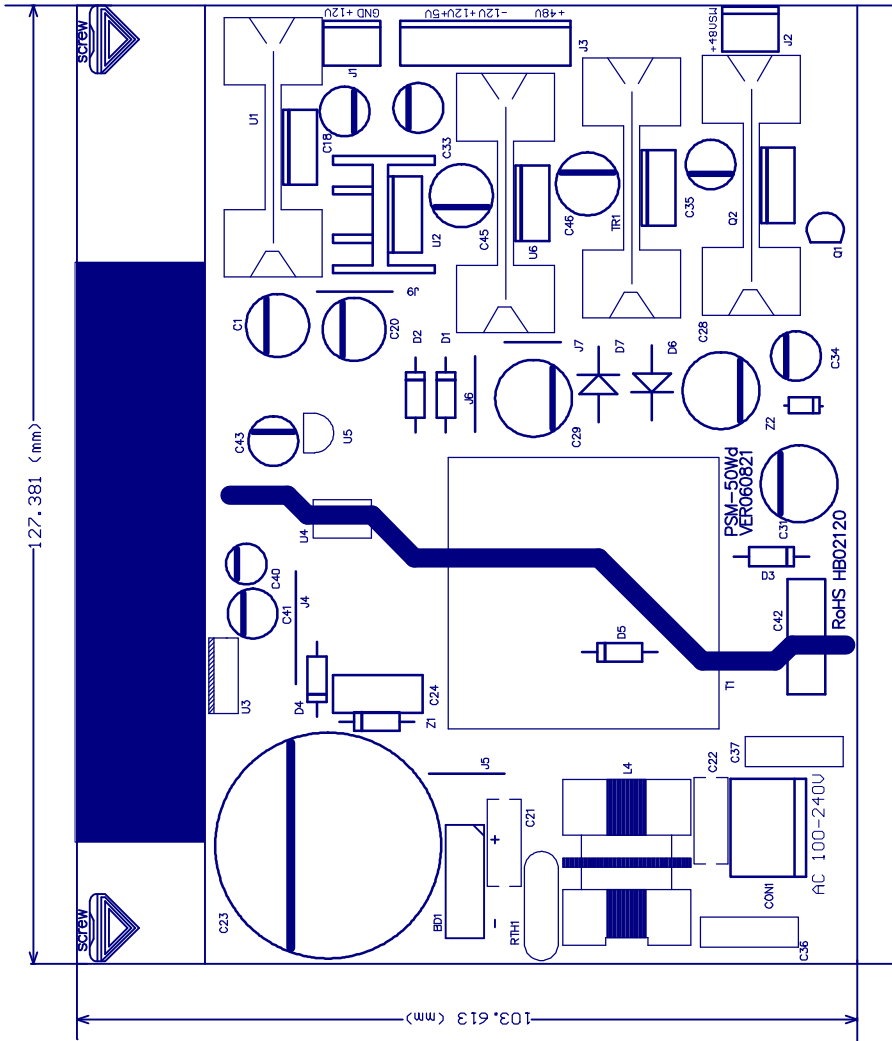 screw
GND +12V
-12V+12V+5V
+48V
+48VSW
J1
J3
J2
U1
C18
C33
U2
C45
U6
C46
TR1
C35
Q2
Q1
J9
C1
C20
D2
D1
J6
J7
D7
D6
C28
C34
C29
Z2
C43
U5
127.381 (mm)
U4
PSM-50Wd
VER060821
C31
RoHS HB02120
C40
C41
J4
D3
C42
D5
T1
U3
D4
C24
Z1
J5
L4
C22
C37
C21
+
-
BD1
RTH1
CON1
AC 100-240V
C23
C36
screw
103.613 (mm)